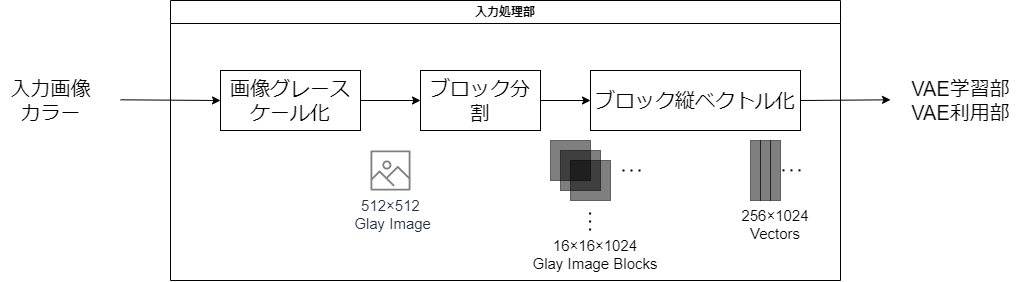 入力処理部
入力画像
カラー
画像グレース
ケール化
ブロック分
割
ブロック縦ベクトル化
VAE学習部
VAE利用部
512×512
Glay Image
...
⋮
16×16×1024
Glay Image Blocks
...
256×1024
Vectors